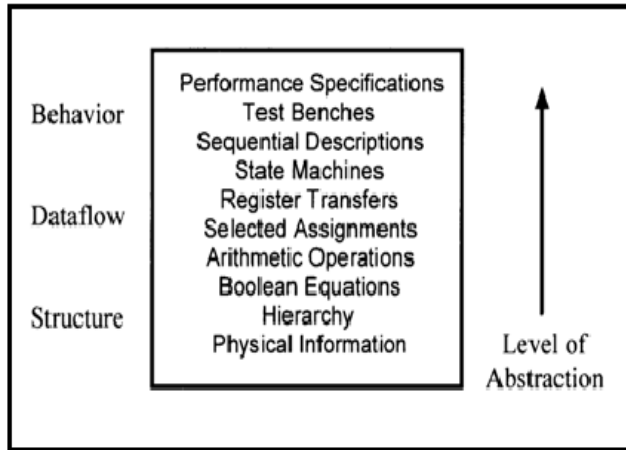 Performance Specifications
Behavior
Test Benches
Sequential Descriptions
State Machines
Register Transfers
Dataflow
Selected Assignments
Arithmetic Operations
Boolean Equations
Structure
Hierarchy
Physical Information
Level of
Abstraction